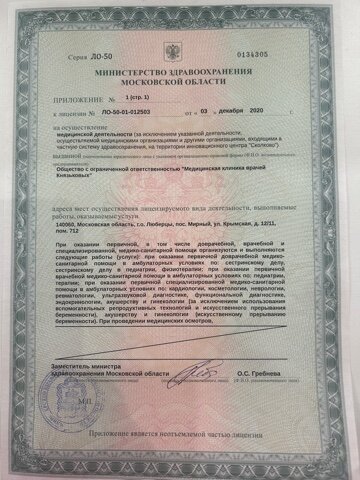 Серия ЛО-50
0134305
МИНИСТЕРСТВО ЗДРАВООХРАНЕНИЯ
МОСКОВСКОЙ ОБЛАСТИ
ПРИЛОЖЕНИЕ № 1 (стр. 1)
к лицензии № ЛО-50-01-012503 от « 03 » декабря 2020 г
на осуществление
медицинской деятельности (за исключением указанной деятельности,
осуществляемой медицинскими организациями и другими организациями, входящими в
частную систему здравоохранения, на территории инновационного центра "Сколково")
выданной
Общество с ограниченной ответственностью "Медицинская клиника врачей
Князьковых"
адреса мест осуществления лицензируемого вида деятельности, выполняемые
работы, оказываемые услуги
140060, Московская область, г.о. Люберцы, пос. Мирный, ул. Крымская, д. 12/11,
пом. 712
При оказании первичной, в том числе доврачебной, врачебной и
специализированной, медико-санитарной помощи организуются и выполняются
следующие работы (услуги): при оказании первичной доврачебной медико-
санитарной помощи в амбулаторных условиях по: сестринскому делу,
сестринскому делу в педиатрии, физиотерапии; при оказании первичной
врачебной медико-санитарной помощи в амбулаторных условиях по: педиатрии,
терапии; при оказании первичной специализированной медико-санитарной
помощи в амбулаторных условиях по: кардиологии, косметологии, неврологии,
ревматологии, ультразвуковой диагностике, функциональной диагностике,
эндокринологии, акушерству и гинекологии (за исключением использования
вспомогательных репродуктивных технологий и искусственного прерывания
беременности), акушерству и гинекологии (искусственному прерыванию
беременности). При проведении медицинских осмотров,
Заместитель министра
здравоохранения Московской области
О.С. Гребнева
М.П.
Приложение является неотъемлемой частью лицензии